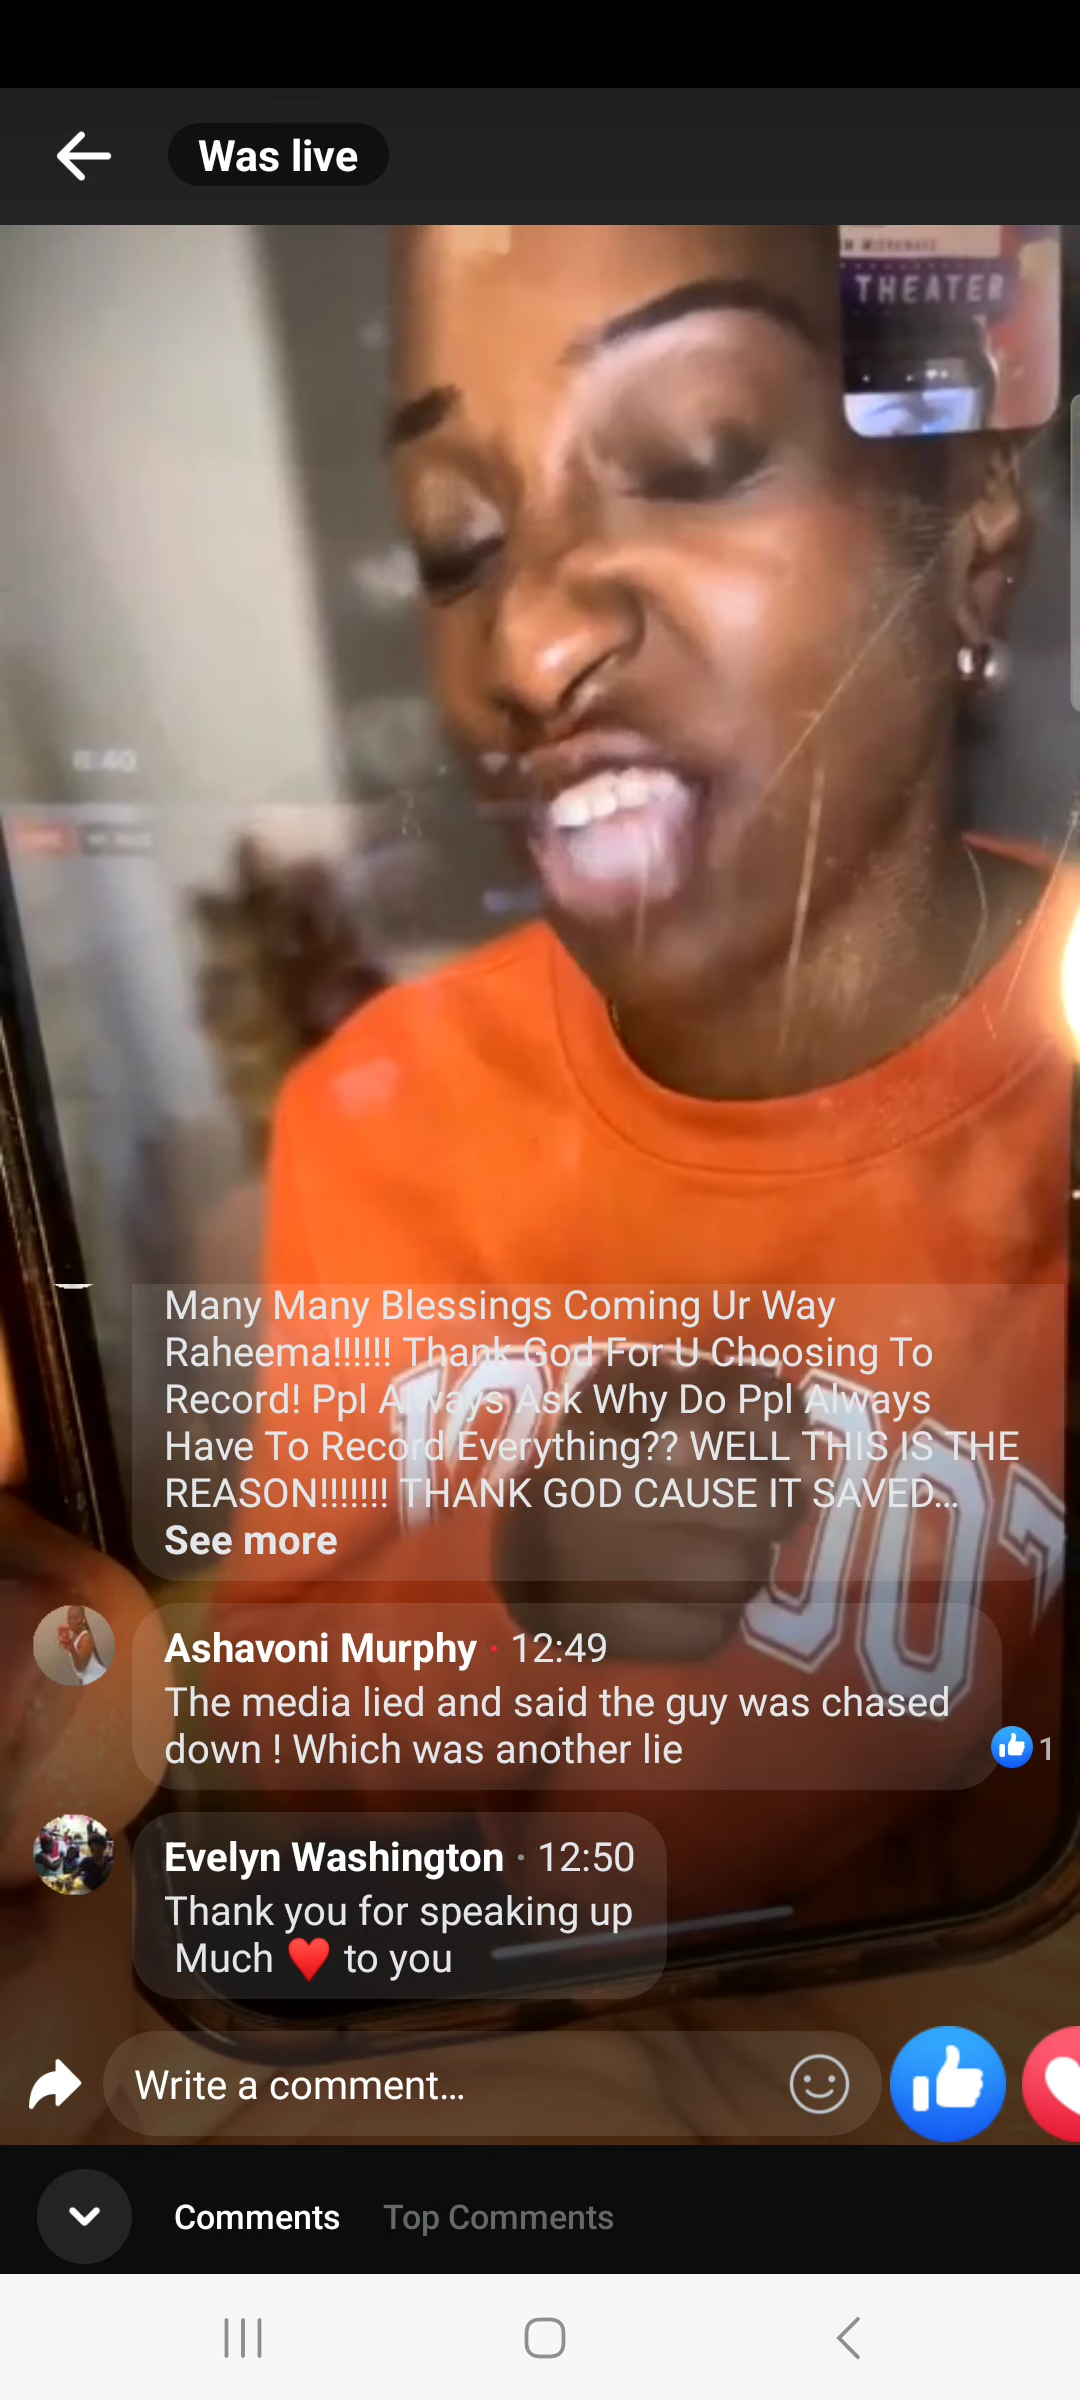 Was live
THEATER
Many Many Blessings Coming Ur Way
Raheema!!!!!! Thank God For U Choosing To
Record! Ppl Always Ask Why Do Ppl Always
Have To Record Everything?? WELL THIS IS THE
REASON!!!!!!! THANK GOD CAUSE IT SAVED...
See more
Ashavoni Murphy · 12:49
The media lied and said the guy was chased
down ! Which was another lie
1
Evelyn Washington · 12:50
Thank you for speaking up
Much ❤️ to you
Write a comment...
Comments Top Comments